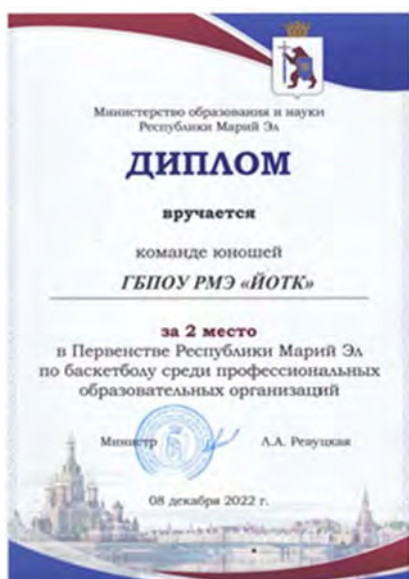 Министерство образования и науки
Республики Марий Эл
ДИПЛОМ
вручается
команде юношей
ГБПОУ РМЭ «ЙОТК»
за 2 место
в Первенстве Республики Марий Эл
по баскетболу среди профессиональных
образовательных организаций
Министр Л.А. Ревуцкая
08 декабря 2022 г.